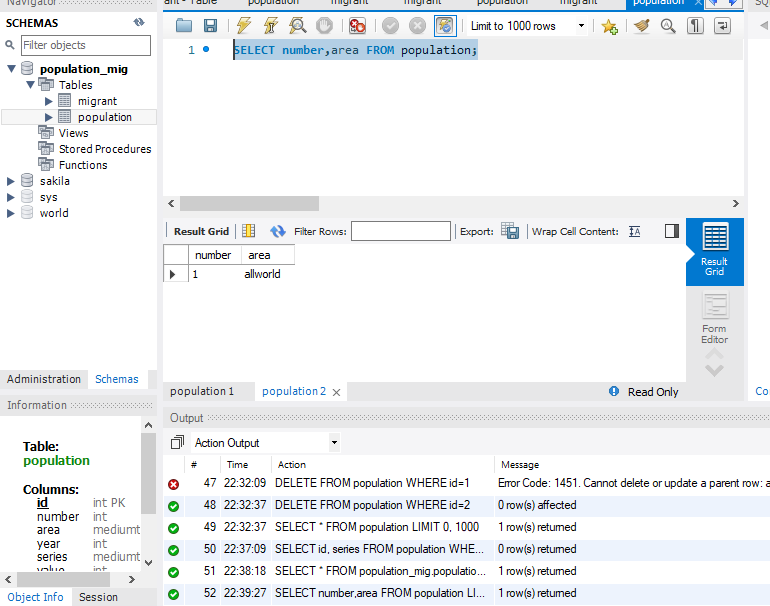 Navigator
ant - Table population migrant migrant population migrant population SQ
SCHEMAS
Limit to 1000 rows
Filter objects
1 SELECT number,area FROM population;
population_mig
Tables
migrant
population
Views
Stored Procedures
Functions
sakila
sys
world
Result Grid Filter Rows: Export: Wrap Cell Content: IA
number area
1 allworld
Result Grid
Form Editor
Administration Schemas
population 1 population 2 Read Only Co
Information
Output
Action Output
Table: population
# Time Action Message
47 22:32:09 DELETE FROM population WHERE id=1 Error Code: 1451. Cannot delete or update a parent row: a
48 22:32:37 DELETE FROM population WHERE id=2 0 row(s) affected
49 22:32:37 SELECT * FROM population LIMIT 0, 1000 1 row(s) returned
50 22:37:09 SELECT id, series FROM population WHE... 0 row(s) returned
51 22:38:18 SELECT * FROM population_mig.populatio... 1 row(s) returned
52 22:39:27 SELECT number,area FROM population LI... 1 row(s) returned
Columns:
id int PK
number int
area mediumt
year int
series mediumt
value int
Object Info Session